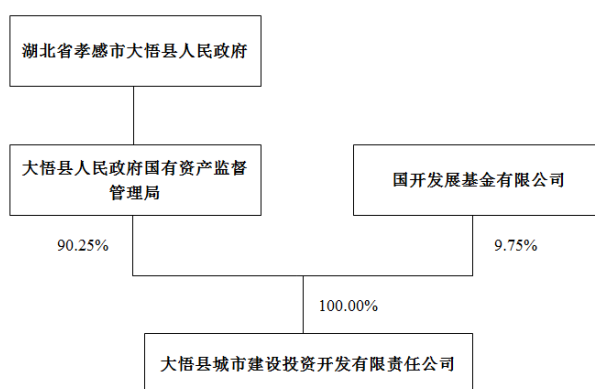 湖北省孝感市大悟县人民政府
大悟县人民政府国有资产监督
管理局
国开发展基金有限公司
90.25%
9.75%
100.00%
大悟县城市建设投资开发有限责任公司